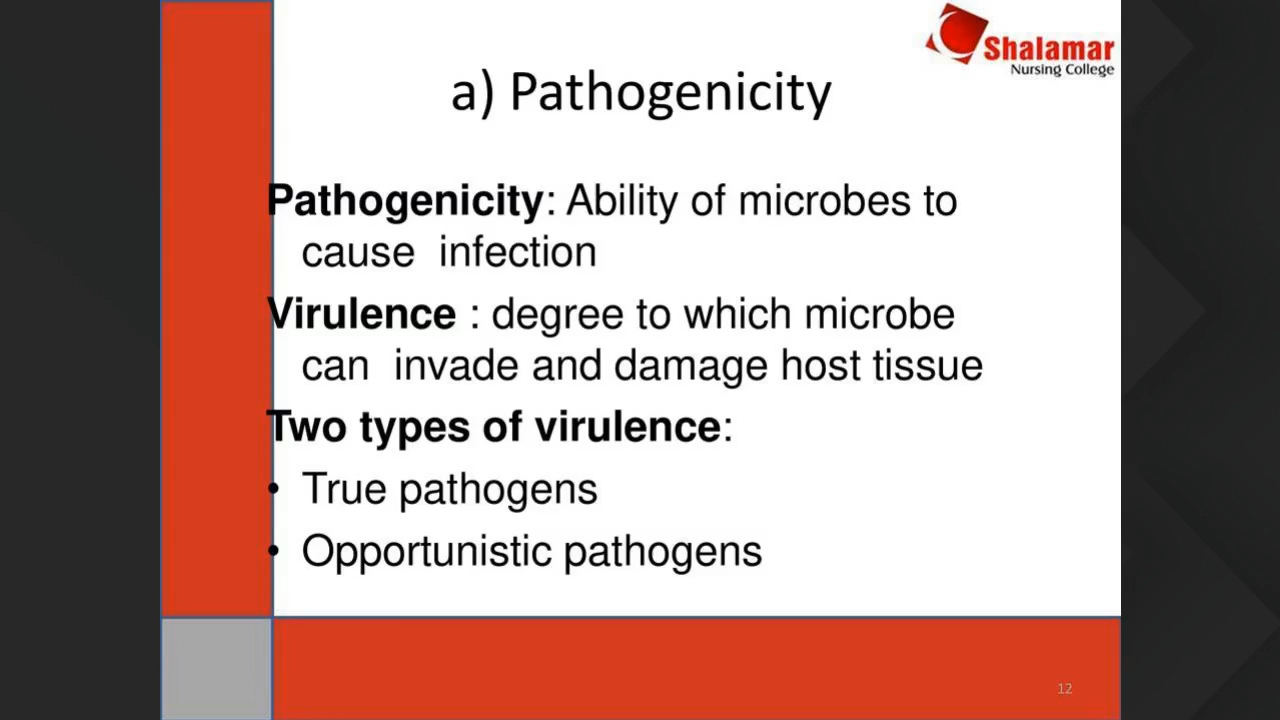 Shalamar
Nursing College
a) Pathogenicity
Pathogenicity: Ability of microbes to
cause infection
Virulence : degree to which microbe
can invade and damage host tissue
Two types of virulence:
• True pathogens
• Opportunistic pathogens
12